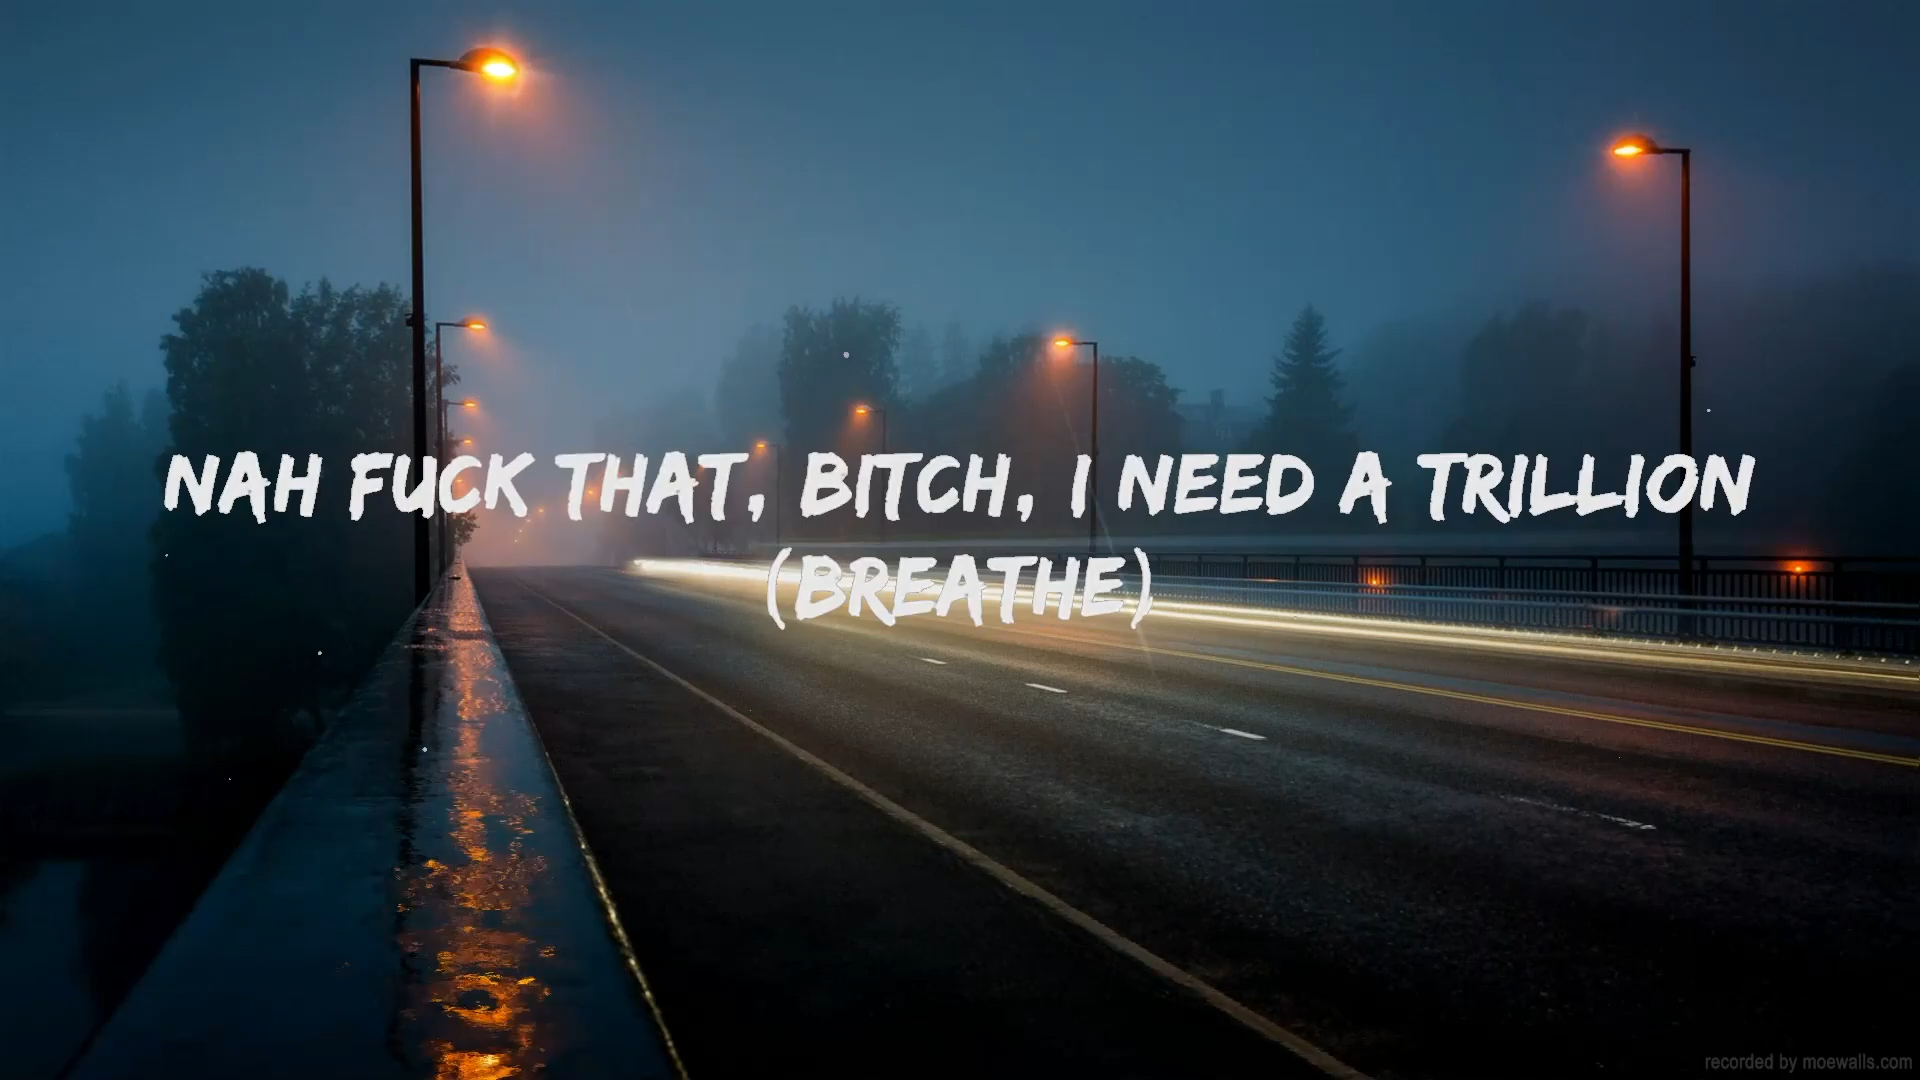 NAH FUCK THAT, BITCH, I NEED A TRILLION
(BREATHE)
recorded by moewalls.com